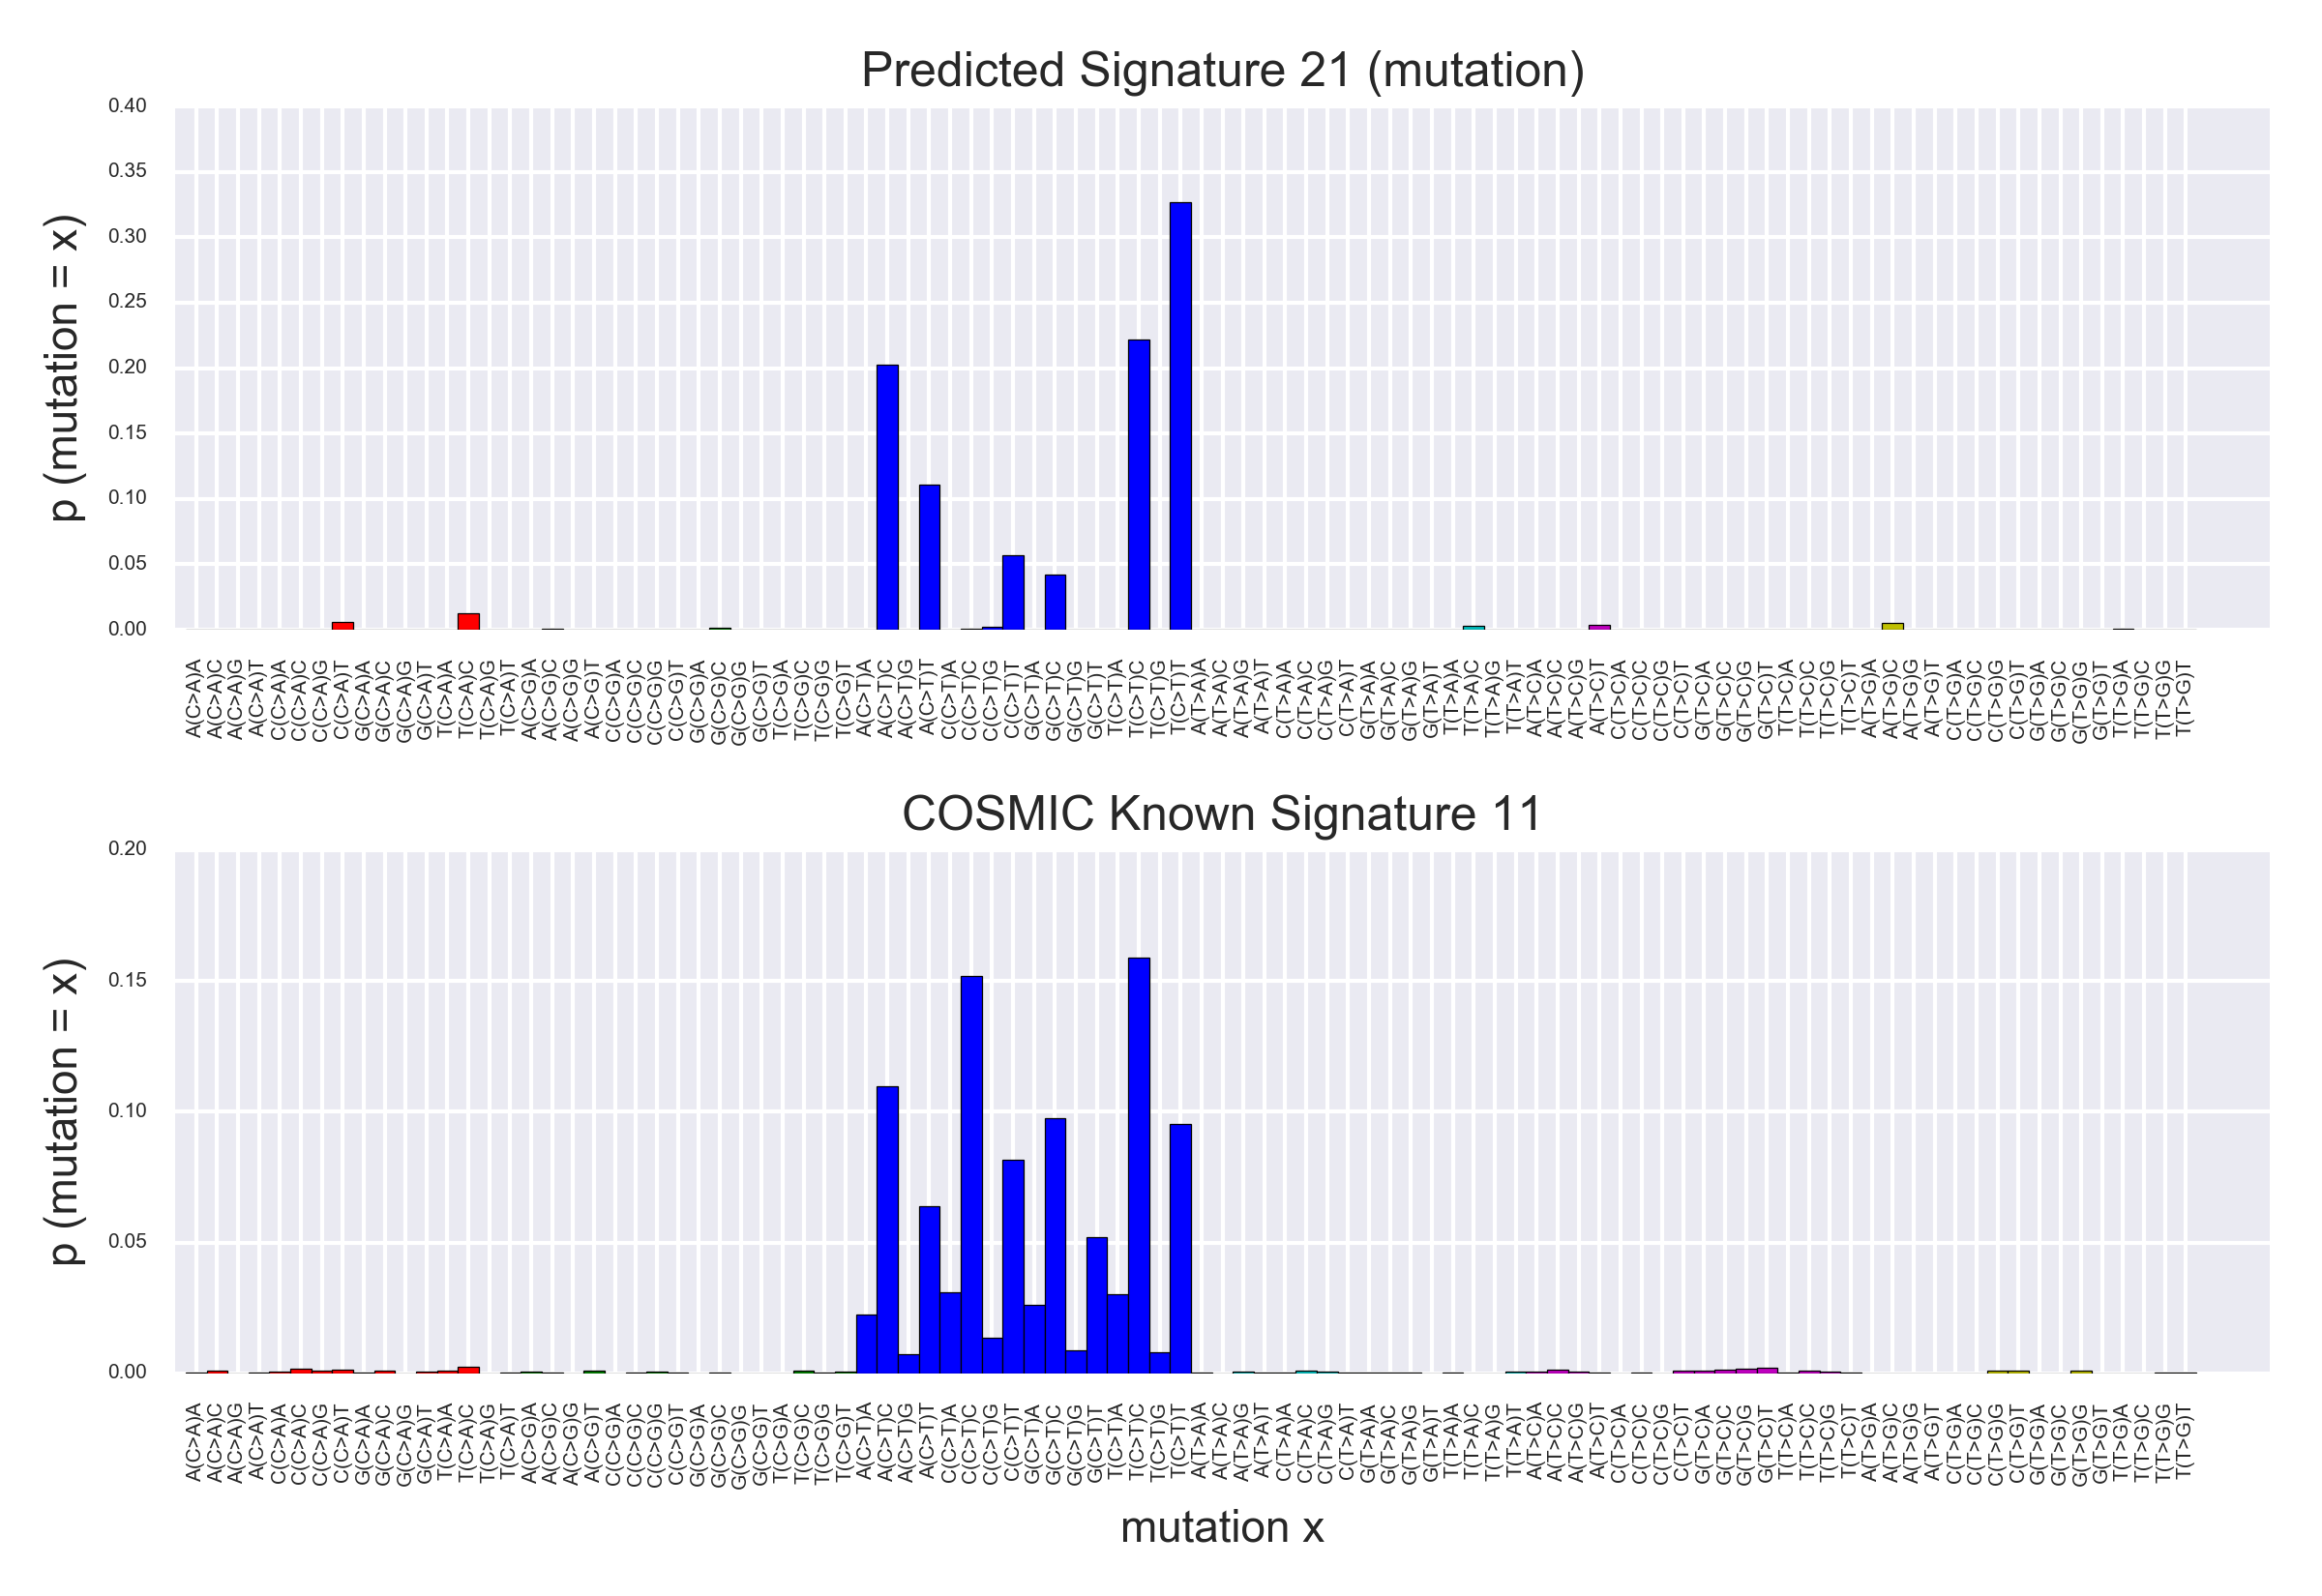 Predicted Signature 21 (mutation)
p (mutation = x)
0.40
0.35
0.30
0.25
0.20
0.15
0.10
0.05
0.00
A(C>A)A
A(C>A)C
A(C>A)G
A(C>A)T
C(C>A)A
C(C>A)C
C(C>A)G
C(C>A)T
G(C>A)A
G(C>A)C
G(C>A)G
G(C>A)T
T(C>A)A
T(C>A)C
T(C>A)G
T(C>A)T
A(C>G)A
A(C>G)C
A(C>G)G
A(C>G)T
C(C>G)A
C(C>G)C
C(C>G)G
C(C>G)T
G(C>G)A
G(C>G)C
G(C>G)G
G(C>G)T
T(C>G)A
T(C>G)C
T(C>G)G
T(C>G)T
A(C>T)A
A(C>T)C
A(C>T)G
A(C>T)T
C(C>T)A
C(C>T)C
C(C>T)G
C(C>T)T
G(C>T)A
G(C>T)C
G(C>T)G
G(C>T)T
T(C>T)A
T(C>T)C
T(C>T)G
T(C>T)T
A(T>A)A
A(T>A)C
A(T>A)G
A(T>A)T
C(T>A)A
C(T>A)C
C(T>A)G
C(T>A)T
G(T>A)A
G(T>A)C
G(T>A)G
G(T>A)T
T(T>A)A
T(T>A)C
T(T>A)G
T(T>A)T
A(T>C)A
A(T>C)C
A(T>C)G
A(T>C)T
C(T>C)A
C(T>C)C
C(T>C)G
C(T>C)T
G(T>C)A
G(T>C)C
G(T>C)G
G(T>C)T
T(T>C)A
T(T>C)C
T(T>C)G
T(T>C)T
A(T>G)A
A(T>G)C
A(T>G)G
A(T>G)T
C(T>G)A
C(T>G)C
C(T>G)G
C(T>G)T
G(T>G)A
G(T>G)C
G(T>G)G
G(T>G)T
T(T>G)A
T(T>G)C
T(T>G)G
T(T>G)T
COSMIC Known Signature 11
p (mutation = x)
0.20
0.15
0.10
0.05
0.00
A(C>A)A
A(C>A)C
A(C>A)G
A(C>A)T
C(C>A)A
C(C>A)C
C(C>A)G
C(C>A)T
G(C>A)A
G(C>A)C
G(C>A)G
G(C>A)T
T(C>A)A
T(C>A)C
T(C>A)G
T(C>A)T
A(C>G)A
A(C>G)C
A(C>G)G
A(C>G)T
C(C>G)A
C(C>G)C
C(C>G)G
C(C>G)T
G(C>G)A
G(C>G)C
G(C>G)G
G(C>G)T
T(C>G)A
T(C>G)C
T(C>G)G
T(C>G)T
A(C>T)A
A(C>T)C
A(C>T)G
A(C>T)T
C(C>T)A
C(C>T)C
C(C>T)G
C(C>T)T
G(C>T)A
G(C>T)C
G(C>T)G
G(C>T)T
T(C>T)A
T(C>T)C
T(C>T)G
T(C>T)T
A(T>A)A
A(T>A)C
A(T>A)G
A(T>A)T
C(T>A)A
C(T>A)C
C(T>A)G
C(T>A)T
G(T>A)A
G(T>A)C
G(T>A)G
G(T>A)T
T(T>A)A
T(T>A)C
T(T>A)G
T(T>A)T
A(T>C)A
A(T>C)C
A(T>C)G
A(T>C)T
C(T>C)A
C(T>C)C
C(T>C)G
C(T>C)T
G(T>C)A
G(T>C)C
G(T>C)G
G(T>C)T
T(T>C)A
T(T>C)C
T(T>C)G
T(T>C)T
A(T>G)A
A(T>G)C
A(T>G)G
A(T>G)T
C(T>G)A
C(T>G)C
C(T>G)G
C(T>G)T
G(T>G)A
G(T>G)C
G(T>G)G
G(T>G)T
T(T>G)A
T(T>G)C
T(T>G)G
T(T>G)T
mutation x